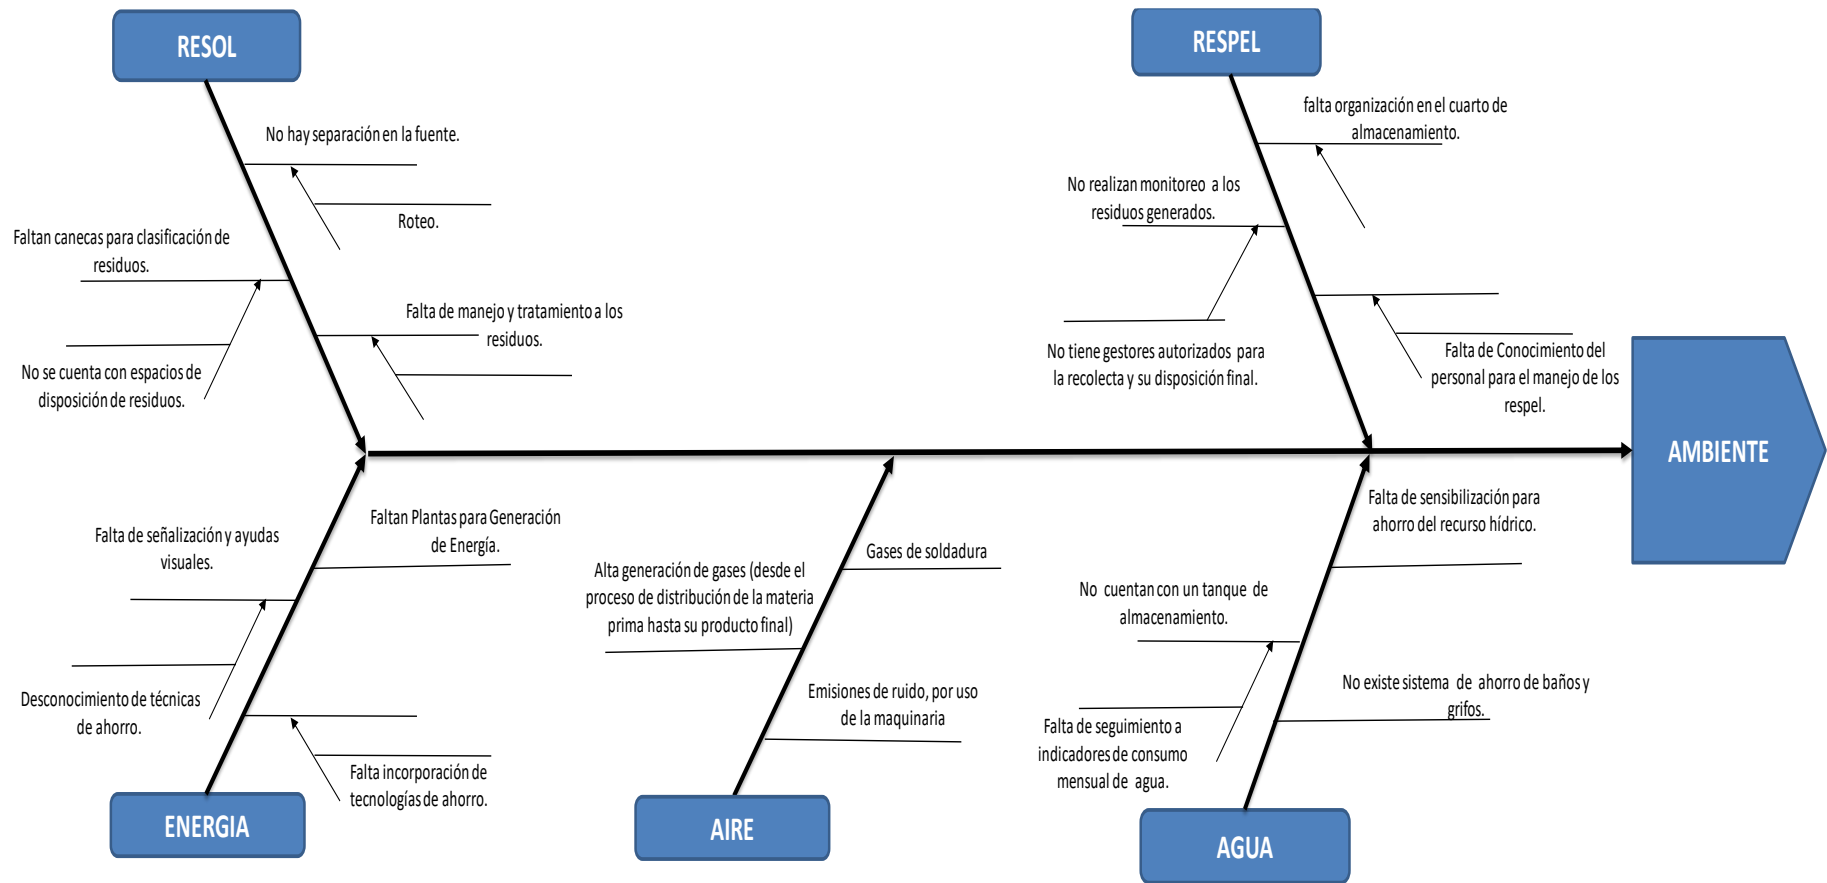 RESOL
No hay separación en la fuente.
Roteo.
Faltan canecas para clasificación de
residuos.
No se cuenta con espacios de
disposición de residuos.
Falta de manejo y tratamiento a los
residuos.
RESPEL
falta organización en el cuarto de
almacenamiento.
No realizan monitoreo a los
residuos generados.
No tiene gestores autorizados para
la recolecta y su disposición final.
Falta de Conocimiento del
personal para el manejo de los
respel.
AMBIENTE
Falta de señalización y ayudas
visuales.
Faltan Plantas para Generación
de Energía.
Desconocimiento de técnicas
de ahorro.
Falta incorporación de
tecnologías de ahorro.
ENERGIA
Gases de soldadura
Alta generación de gases (desde el
proceso de distribución de la materia
prima hasta su producto final)
Emisiones de ruido, por uso
de la maquinaria
AIRE
Falta de sensibilización para
ahorro del recurso hídrico.
No cuentan con un tanque de
almacenamiento.
No existe sistema de ahorro de baños y
grifos.
Falta de seguimiento a
indicadores de consumo
mensual de agua.
AGUA